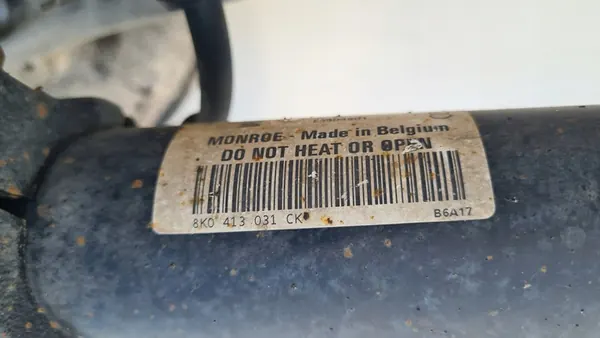 MONROE - Made in Belgium
DO NOT HEAT OR OPEN
8K0 413 031 CK
B6A17